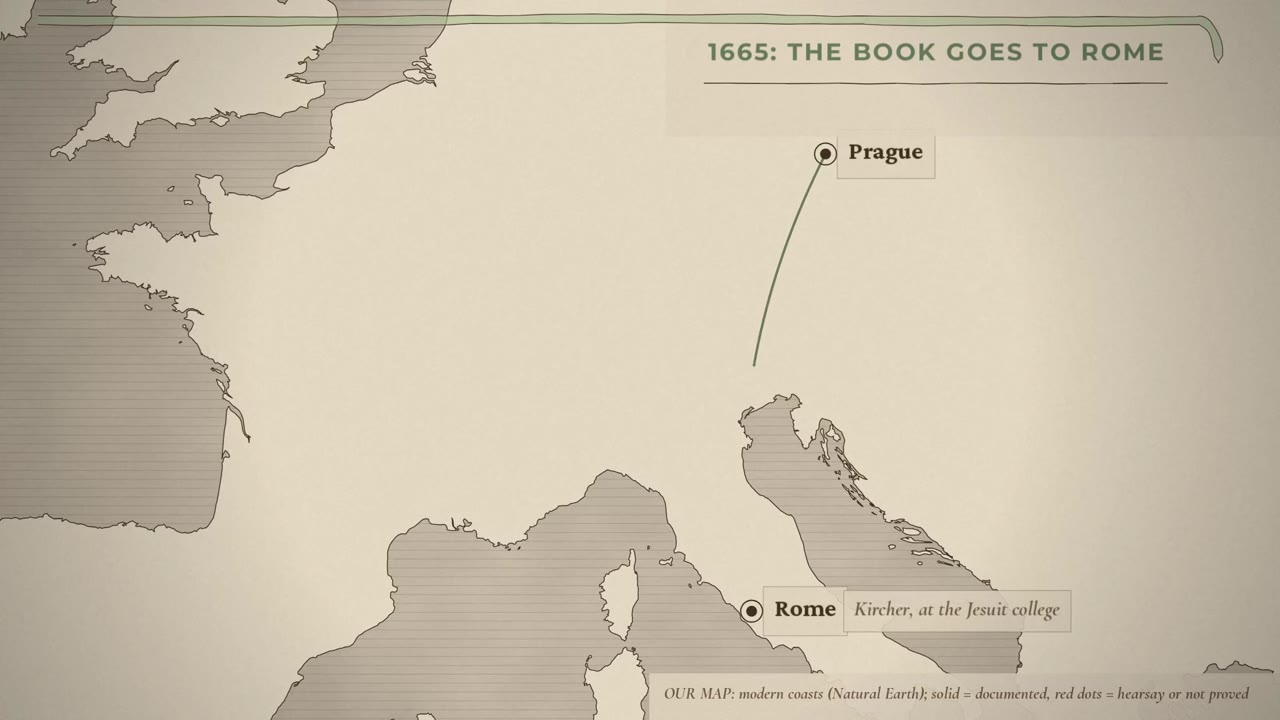 1665: THE BOOK GOES TO ROME
Prague
Rome
Kircher, at the Jesuit college
OUR MAP: modern coasts (Natural Earth); solid = documented, red dots = hearsay or not proved